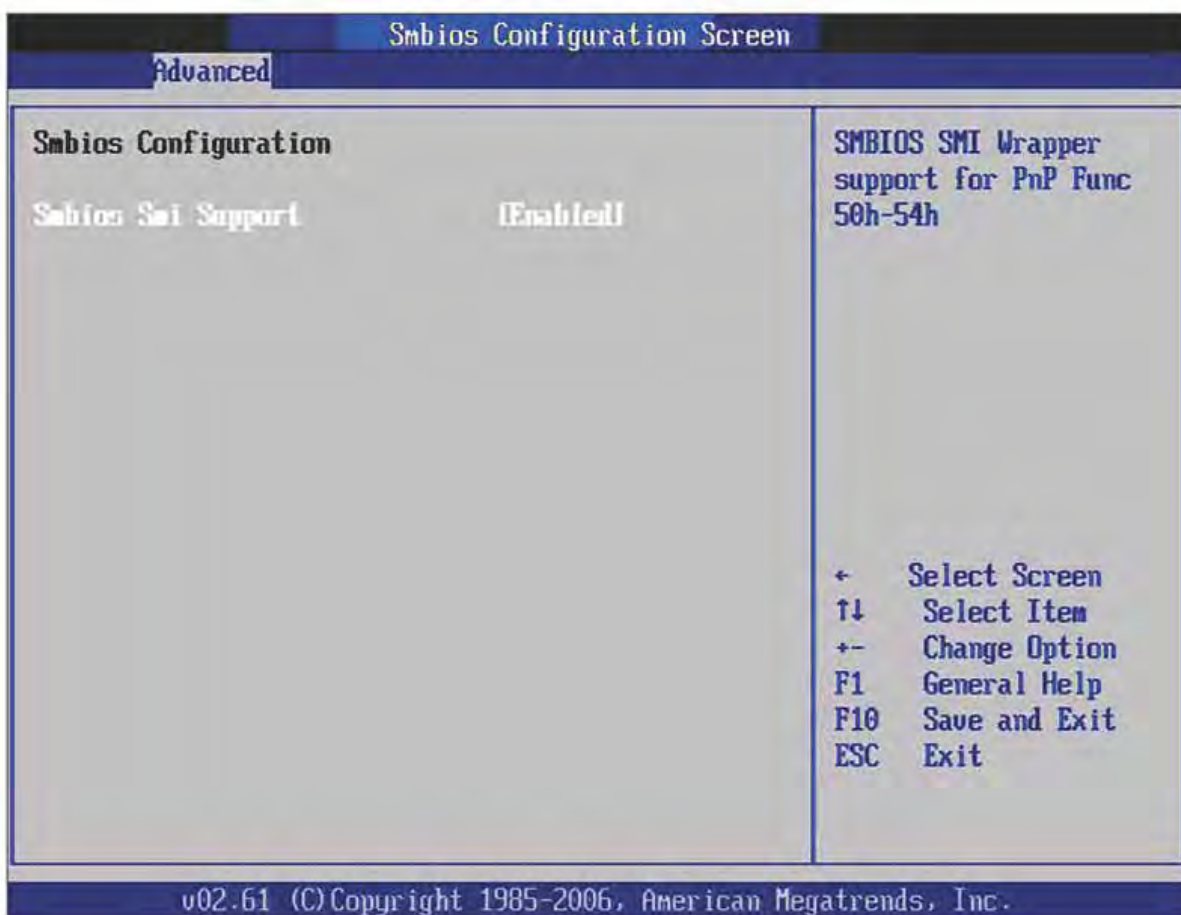 Smbios Configuration Screen
Advanced
Smbios Configuration
Smbios Smi Support [Enabled]
SMBIOS SMI Wrapper
support for PnP Func
50h-54h
← Select Screen
↑↓ Select Item
+- Change Option
F1 General Help
F10 Save and Exit
ESC Exit
v02.61 (C)Copyright 1985-2006, American Megatrends, Inc.